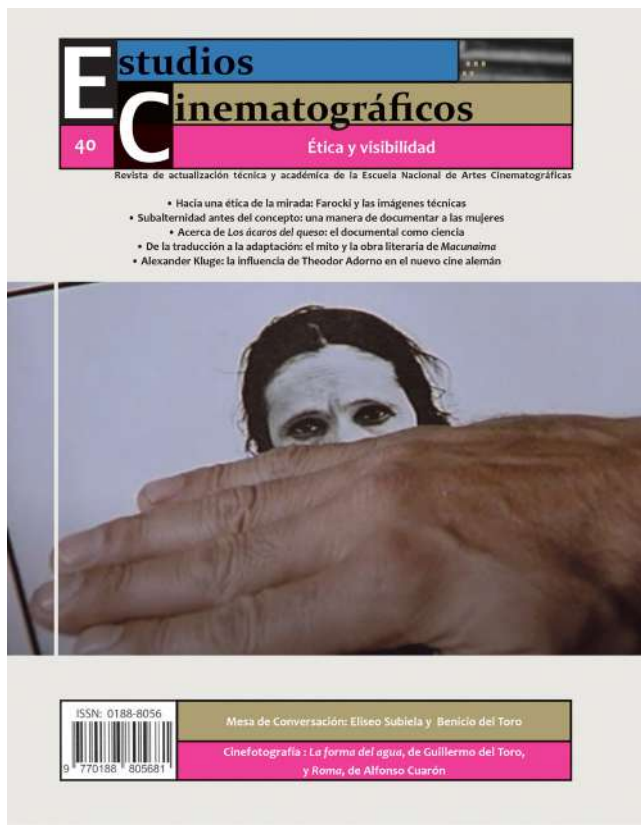 Estudios
Cinematográficos
40
Ética y visibilidad
Revista de actualización técnica y académica de la Escuela Nacional de Artes Cinematográficas
• Hacia una ética de la mirada: Farocki y las imágenes técnicas
• Subalternidad antes del concepto: una manera de documentar a las mujeres
• Acerca de Los ácaros del queso: el documental como ciencia
• De la traducción a la adaptación: el mito y la obra literaria de Macunaima
• Alexander Kluge: la influencia de Theodor Adorno en el nuevo cine alemán
ISSN: 0188-8056
9 770188 805681
Mesa de Conversación: Eliseo Subiela y Benicio del Toro
Cinefotografía : La forma del agua, de Guillermo del Toro,
y Roma, de Alfonso Cuarón